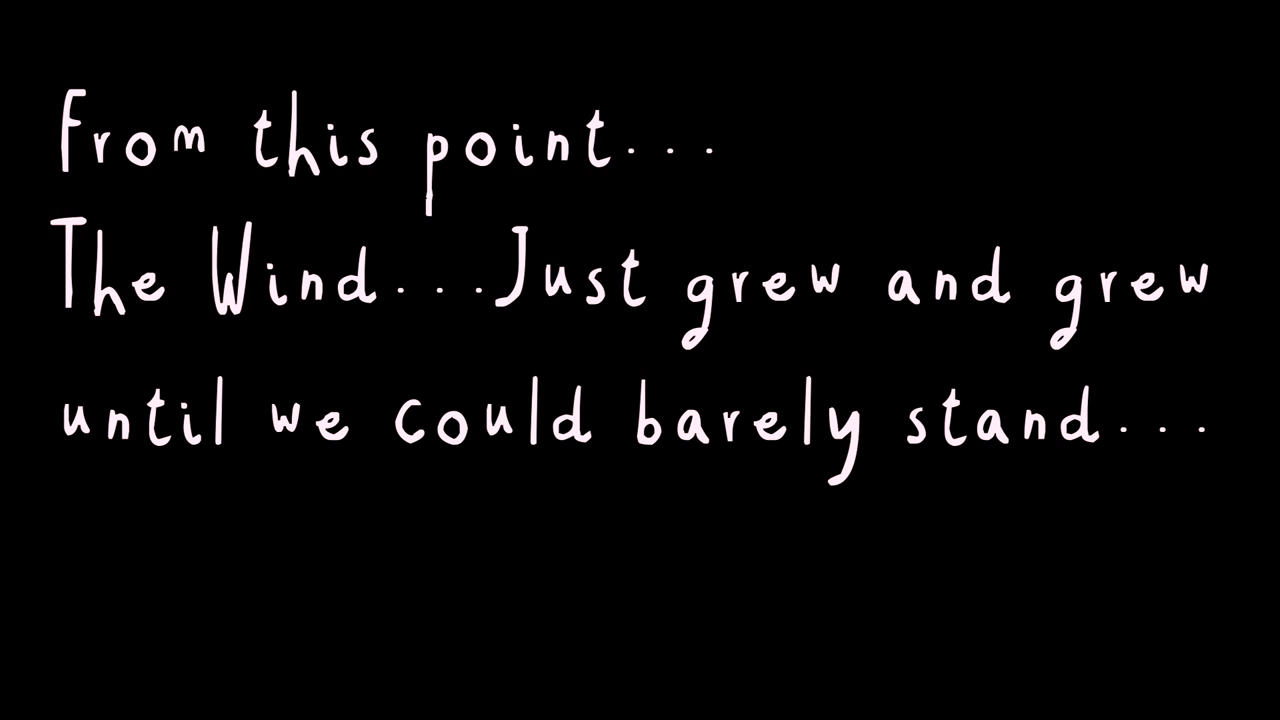 From this point...
The Wind...Just grew and grew
until we could barely stand...